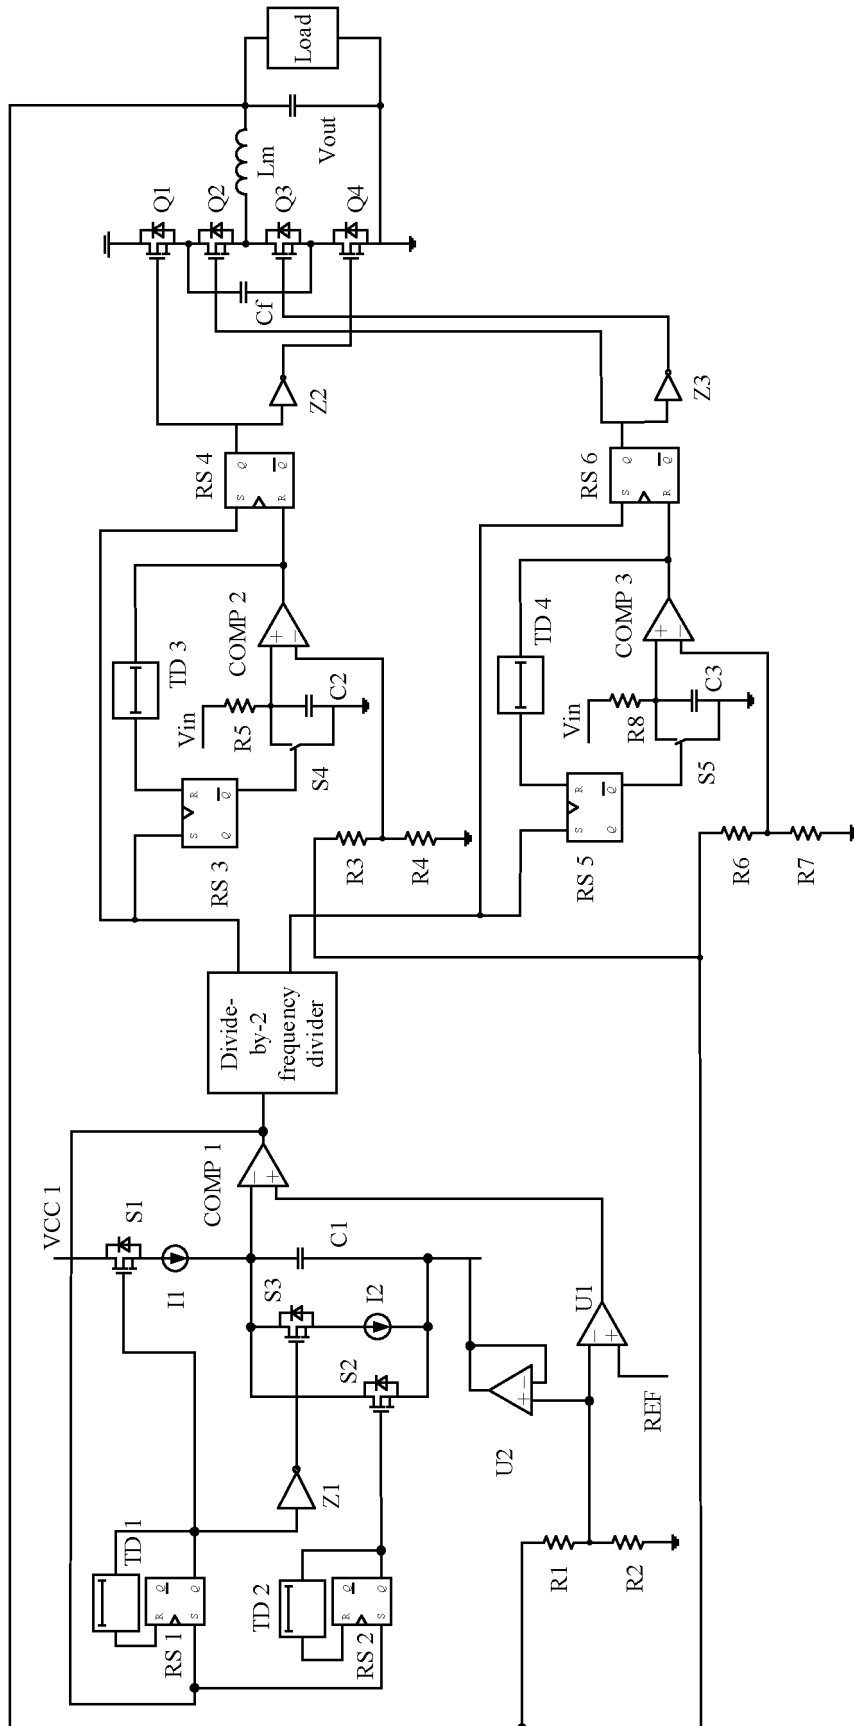 VCC 1
TD 1
RS 1
R
Q
S
Q
TD 2
RS 2
R
Q
S
Q
Z1
S1
I1
S3
I2
S2
C1
COMP 1
−
+
U2
+
−
U1
−
+
REF
R1
R2
Divide-
by-2
frequency
divider
RS 3
S
R
Q
Q
TD 3
Vin
R5
S4
C2
COMP 2
+
−
R3
R4
RS 4
S
Q
R
Q
Z2
RS 5
S
R
Q
Q
TD 4
Vin
R8
S5
C3
COMP 3
+
−
R6
R7
RS 6
S
Q
R
Q
Z3
Q1
Q2
Q3
Q4
Cf
Lm
Vout
Load